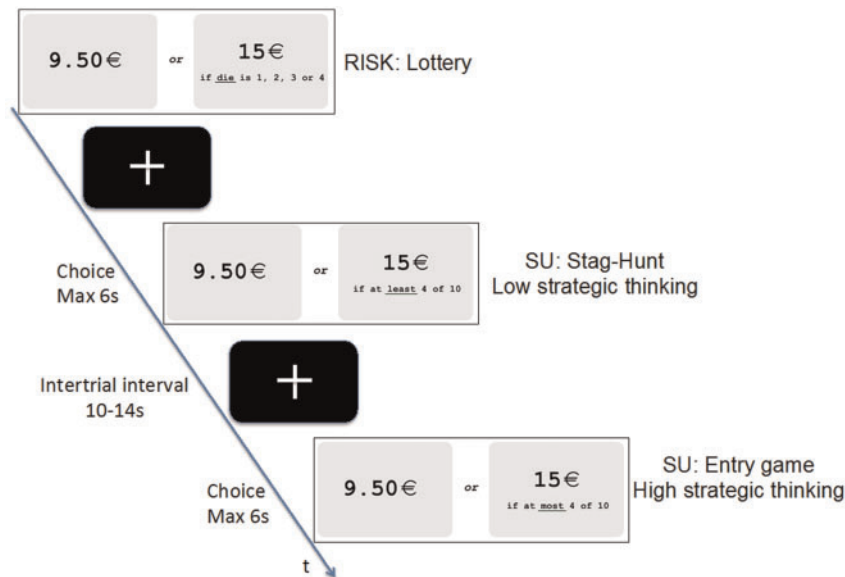 9.50€ or 15€
if die is 1, 2, 3 or 4
RISK: Lottery
9.50€ or 15€
if at least 4 of 10
SU: Stag-Hunt
Low strategic thinking
Choice
Max 6s
Intertrial interval
10-14s
9.50€ or 15€
if at most 4 of 10
SU: Entry game
High strategic thinking
Choice
Max 6s
t